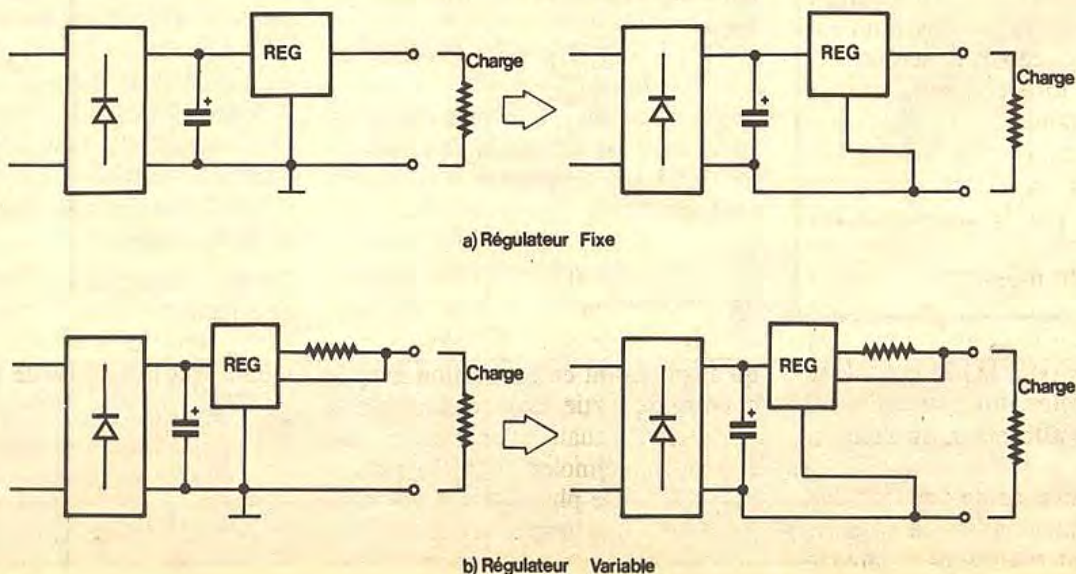 REG
Charge
REG
Charge
a) Régulateur Fixe
REG
Charge
REG
Charge
b) Régulateur Variable